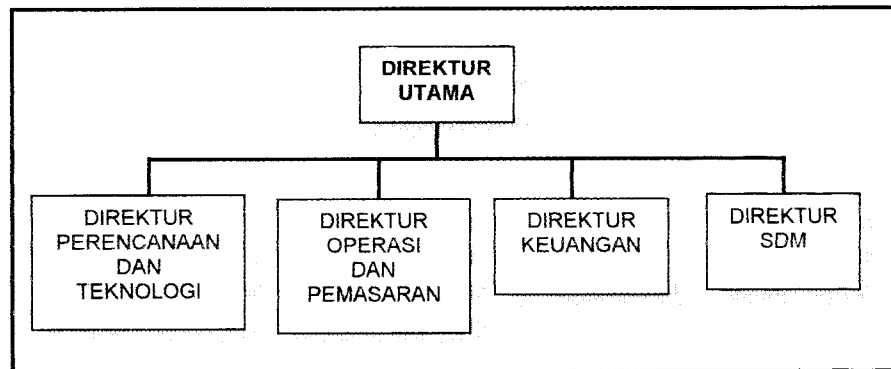 DIREKTUR
UTAMA
DIREKTUR
PERENCANAAN
DAN
TEKNOLOGI
DIREKTUR
OPERASI
DAN
PEMASARAN
DIREKTUR
KEUANGAN
DIREKTUR
SDM